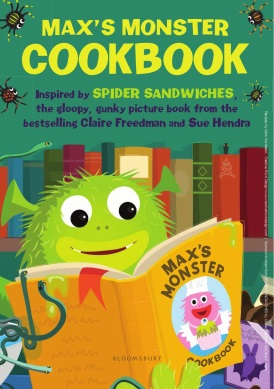 MAX'S MONSTER
COOKBOOK
Inspired by SPIDER SANDWICHES,
the gloopy, gunky picture book from the
bestselling Claire Freedman and Sue Hendra
MAX'S
MONSTER
COOKBOOK
BLOOMSBURY